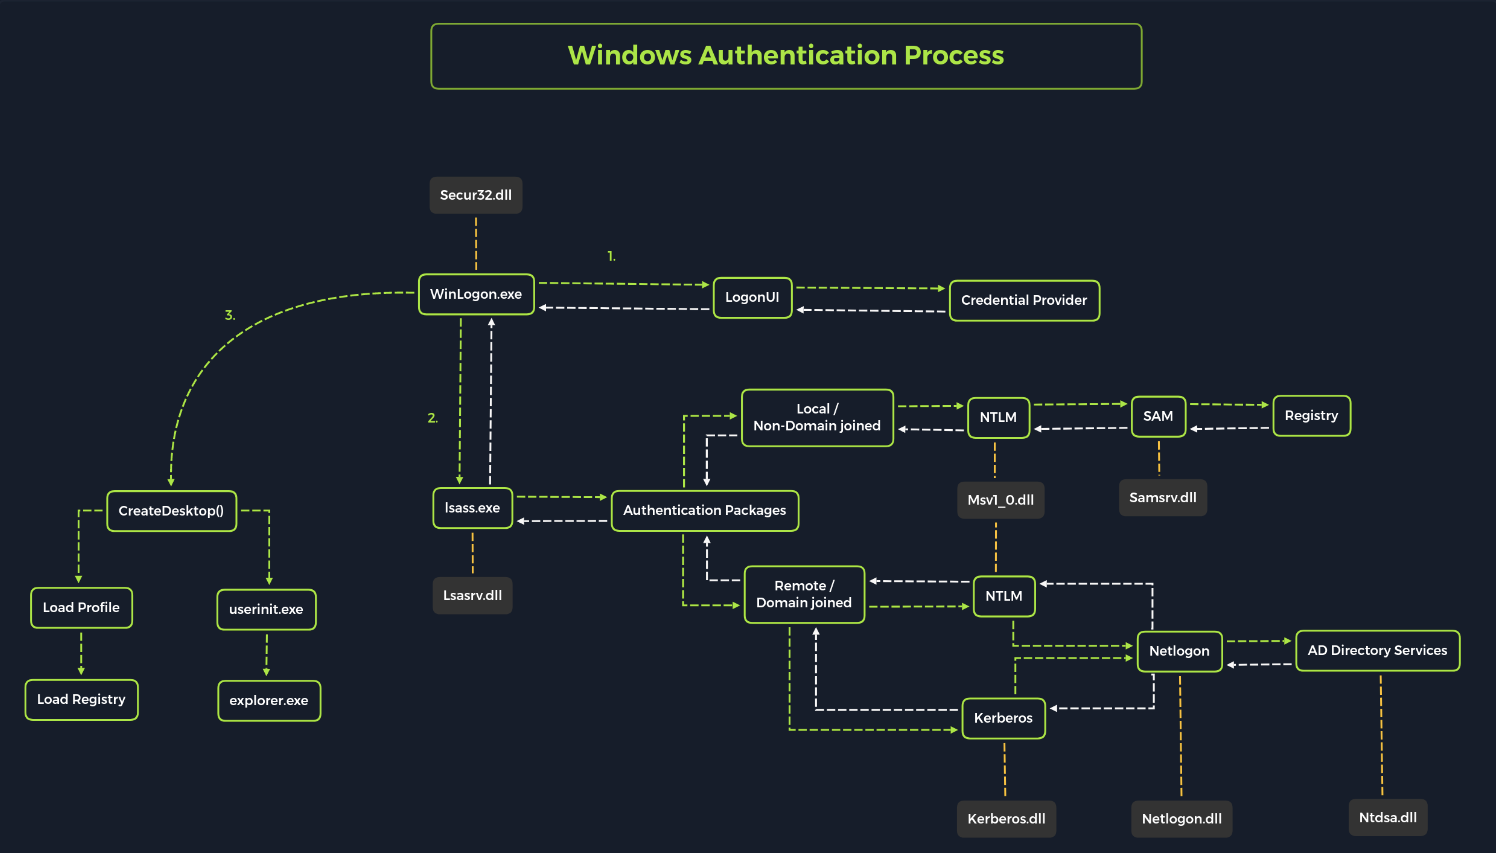 Windows Authentication Process
Secur32.dll
1.
WinLogon.exe
LogonUI
Credential Provider
3.
2.
Local /
Non-Domain joined
NTLM
SAM
Registry
CreateDesktop()
lsass.exe
Authentication Packages
Msv1_0.dll
Samsrv.dll
Load Profile
userinit.exe
Lsasrv.dll
Remote /
Domain joined
NTLM
Netlogon
AD Directory Services
Load Registry
explorer.exe
Kerberos
Kerberos.dll
Netlogon.dll
Ntdsa.dll